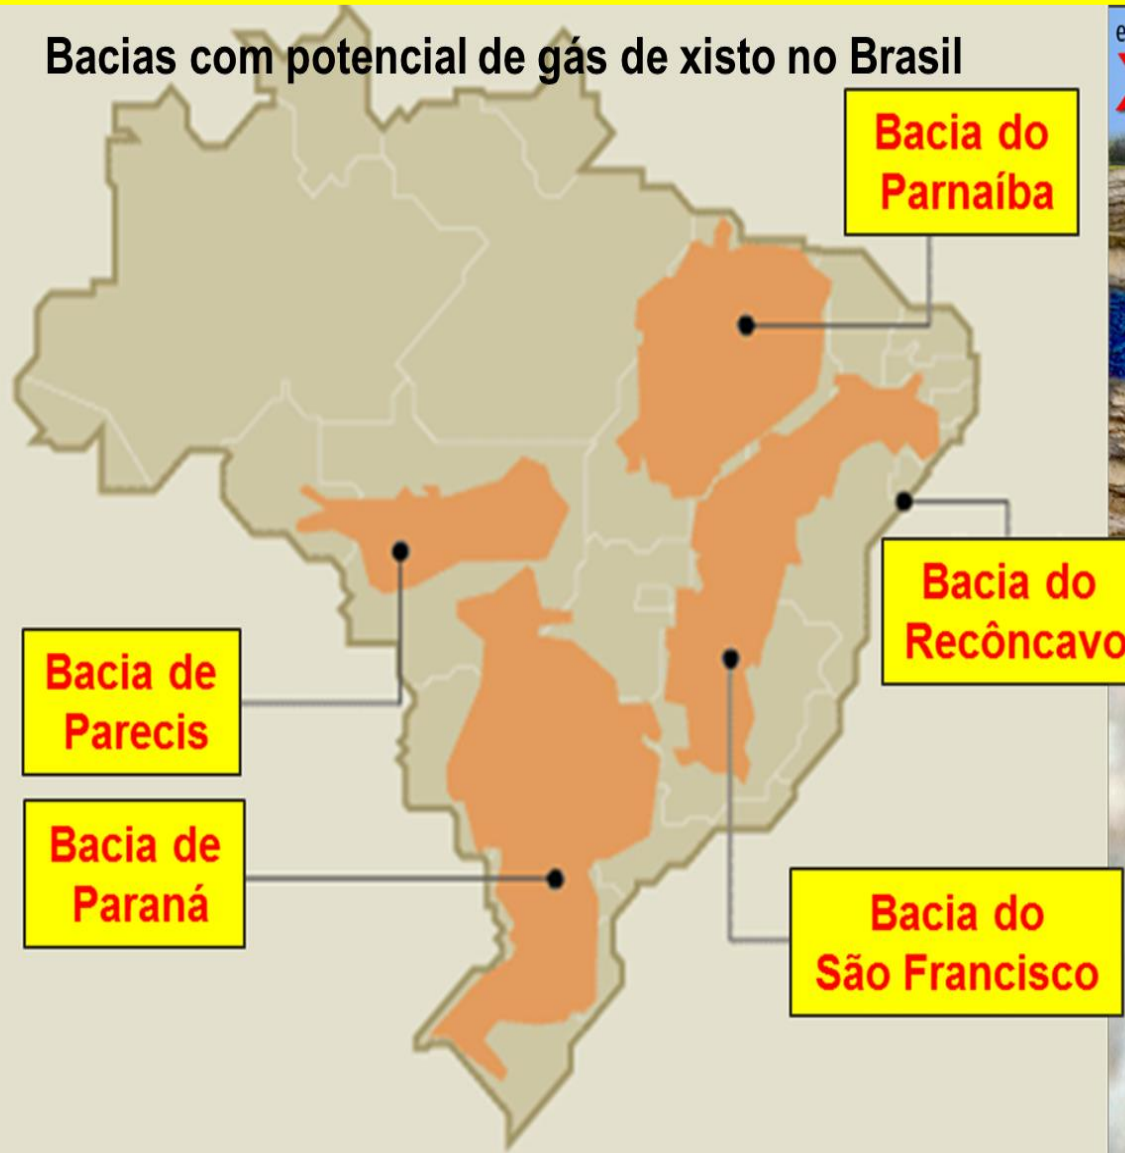 Bacias com potencial de gás de xisto no Brasil
Bacia do
Parnaíba
Bacia do
Recôncavo
Bacia de
Parecis
Bacia de
Paraná
Bacia do
São Francisco